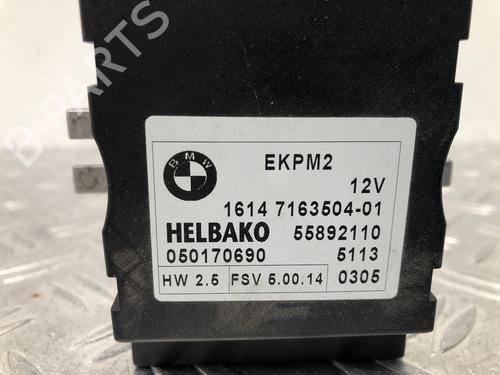 B-PARTS
BMW
EKPM2
12V
1614 7163504-01
HELBAKO 55892110
050170690 5113
HW 2.5 FSV 5.00.14 0305
B-PARTS